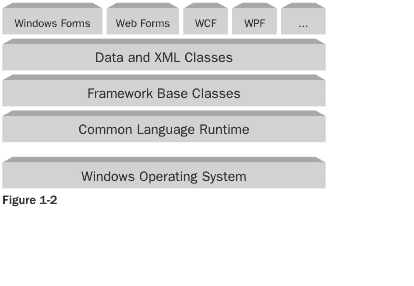 Windows Forms Web Forms WCF WPF ...
Data and XML Classes
Framework Base Classes
Common Language Runtime
Windows Operating System
Figure 1-2